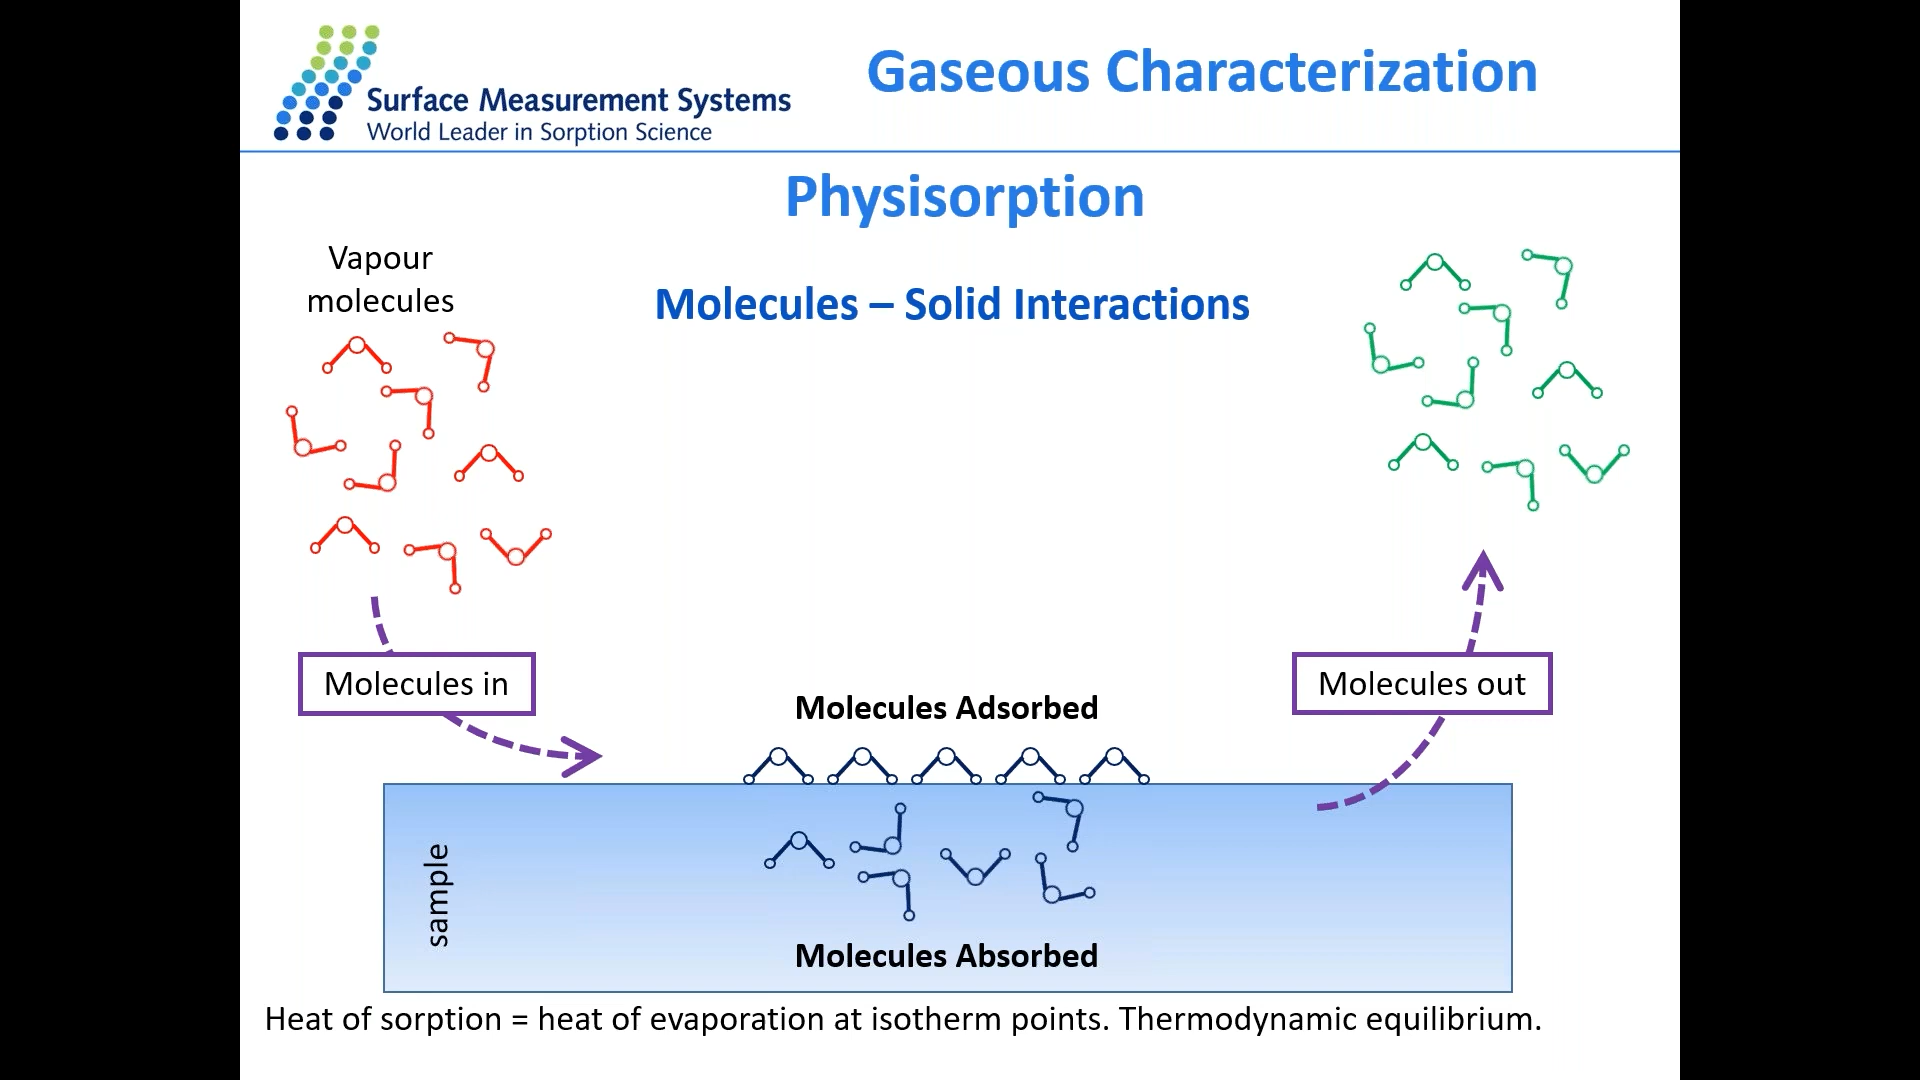 Surface Measurement Systems
World Leader in Sorption Science
Gaseous Characterization
Physisorption
Vapour
molecules
Molecules – Solid Interactions
Molecules in
Molecules out
Molecules Adsorbed
sample
Molecules Absorbed
Heat of sorption = heat of evaporation at isotherm points. Thermodynamic equilibrium.